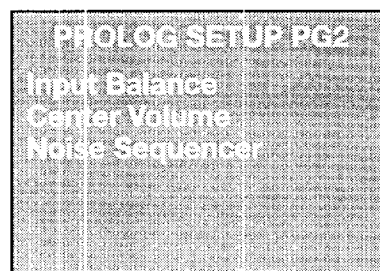 PROLOG SETUP PG2
Input Balance
Center Volume
Noise Sequencer